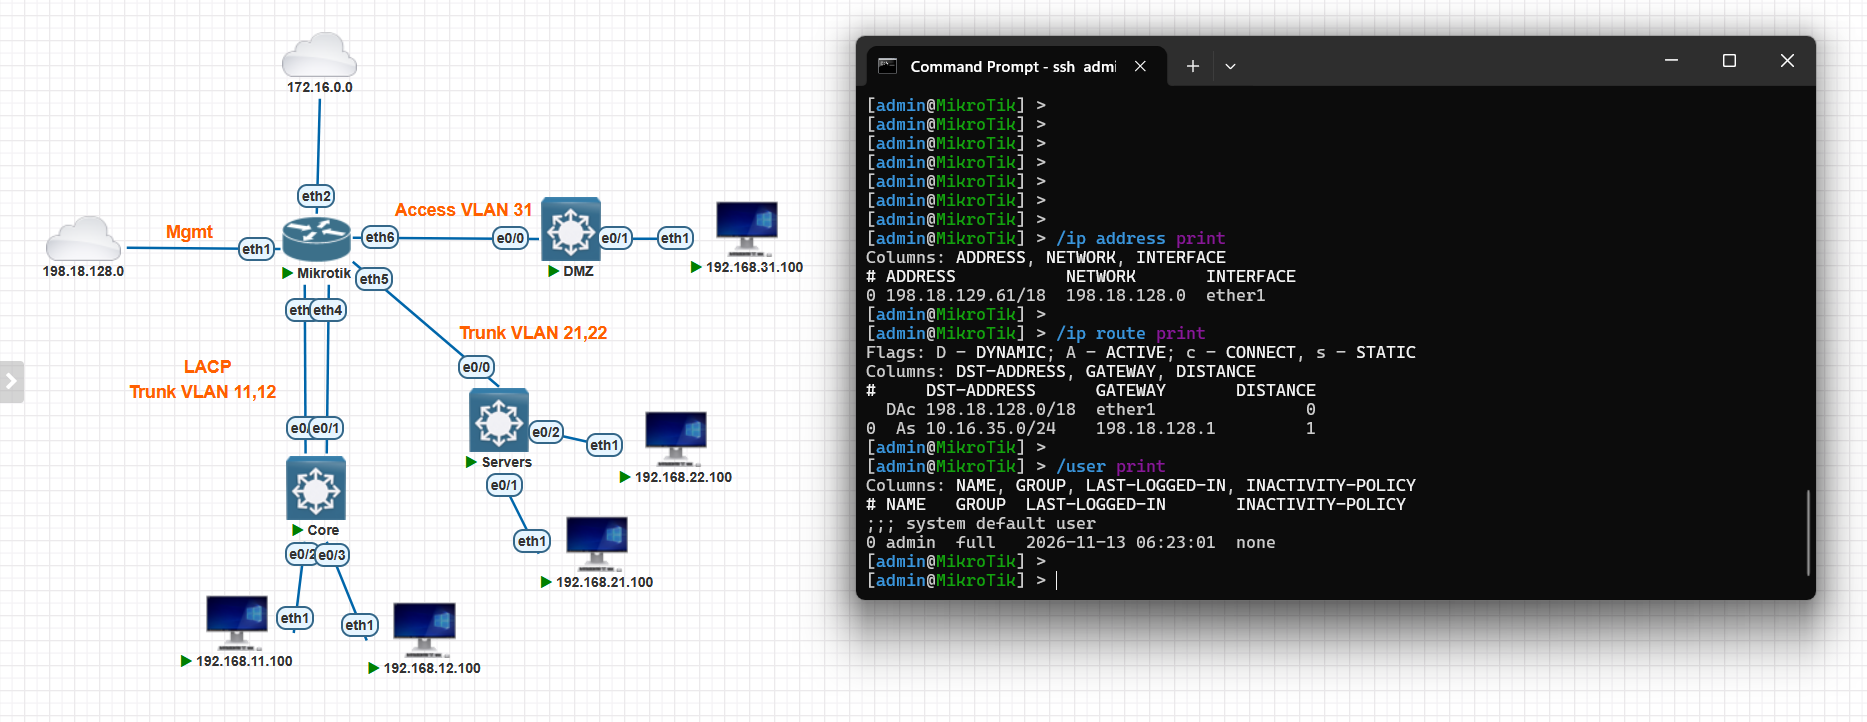 172.16.0.0
eth2
Access VLAN 31
Mgmt
eth1
eth6
e0/0
e0/1
eth1
198.18.128.0
Mikrotik
DMZ
192.168.31.100
eth5
eth4
Trunk VLAN 21,22
LACP
Trunk VLAN 11,12
e0/0
e0/1
e0/2
eth1
Servers
192.168.22.100
e0/1
Core
eth1
e0/2
e0/3
192.168.21.100
eth1
eth1
192.168.11.100
192.168.12.100
Command Prompt - ssh admi
[admin@MikroTik] >
[admin@MikroTik] >
[admin@MikroTik] >
[admin@MikroTik] >
[admin@MikroTik] >
[admin@MikroTik] >
[admin@MikroTik] >
[admin@MikroTik] > /ip address print
Columns: ADDRESS, NETWORK, INTERFACE
# ADDRESS NETWORK INTERFACE
0 198.18.129.61/18 198.18.128.0 ether1
[admin@MikroTik] >
[admin@MikroTik] > /ip route print
Flags: D - DYNAMIC; A - ACTIVE; c - CONNECT, s - STATIC
Columns: DST-ADDRESS, GATEWAY, DISTANCE
# DST-ADDRESS GATEWAY DISTANCE
DAc 198.18.128.0/18 ether1 0
0 As 10.16.35.0/24 198.18.128.1 1
[admin@MikroTik] >
[admin@MikroTik] > /user print
Columns: NAME, GROUP, LAST-LOGGED-IN, INACTIVITY-POLICY
# NAME GROUP LAST-LOGGED-IN INACTIVITY-POLICY
;;; system default user
0 admin full 2026-11-13 06:23:01 none
[admin@MikroTik] >
[admin@MikroTik] >